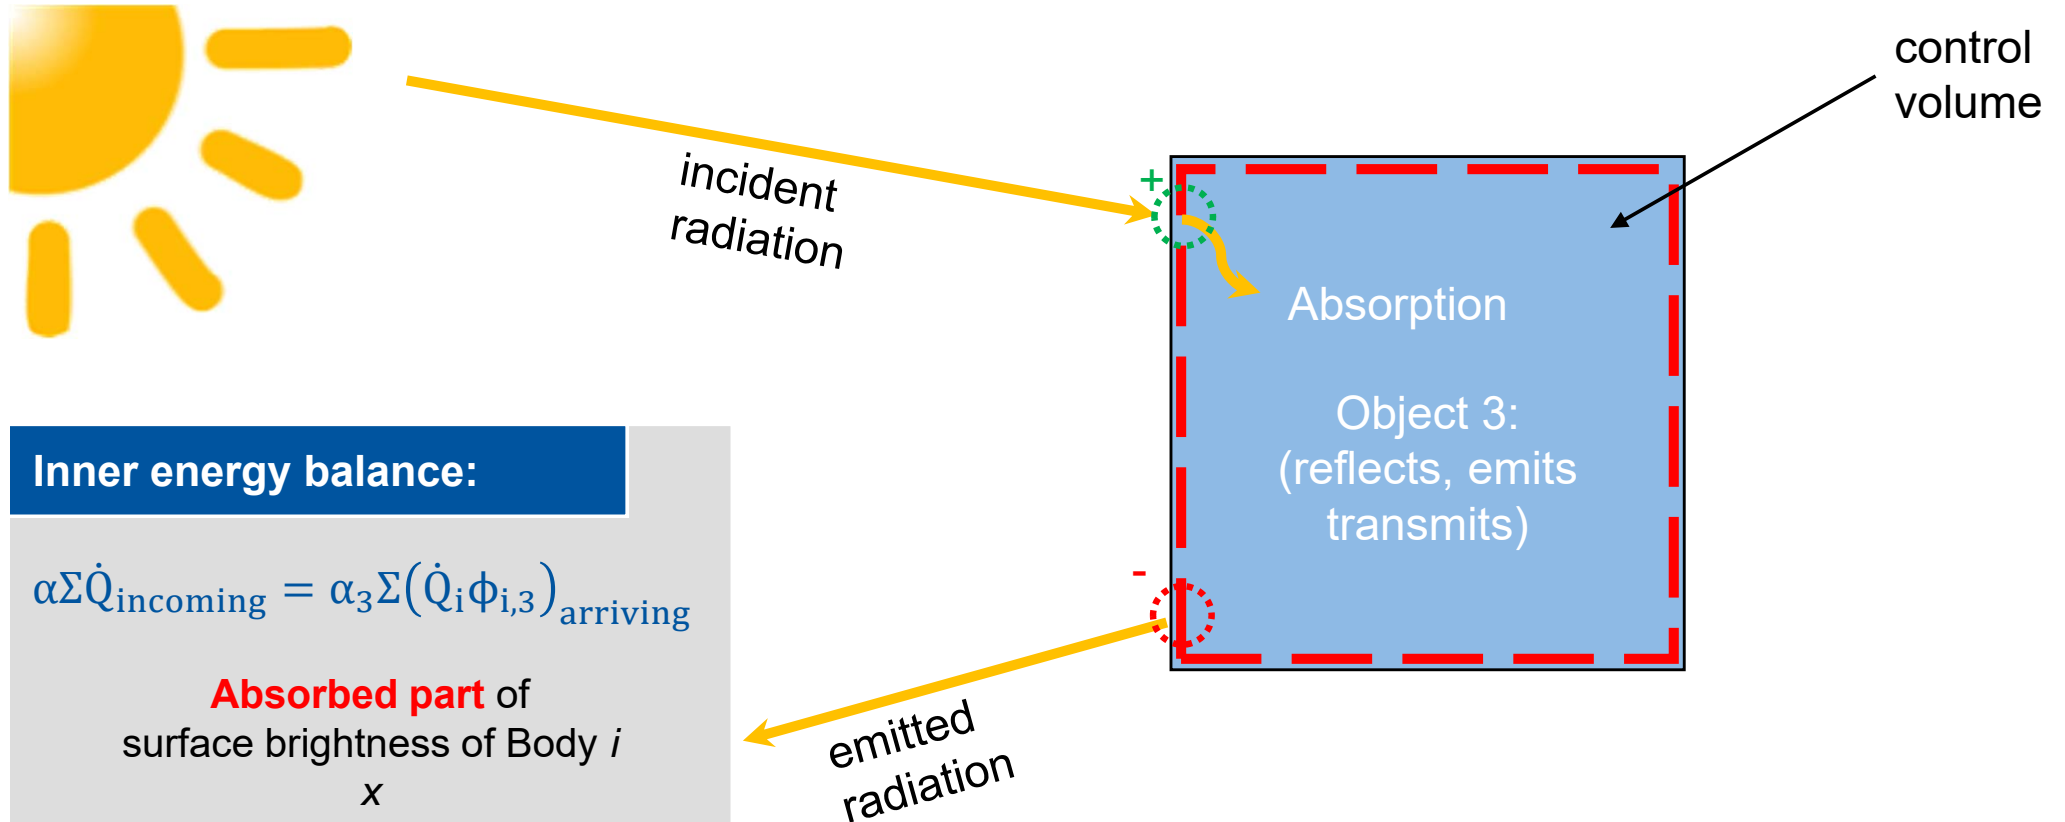 control
volume
incident
radiation
+
Absorption
Object 3:
(reflects, emits
transmits)
Inner energy balance:
αΣQ̇incoming = α₃Σ(Q̇ᵢϕᵢ,₃)arriving
Absorbed part of
surface brightness of Body i
x
-
emitted
radiation